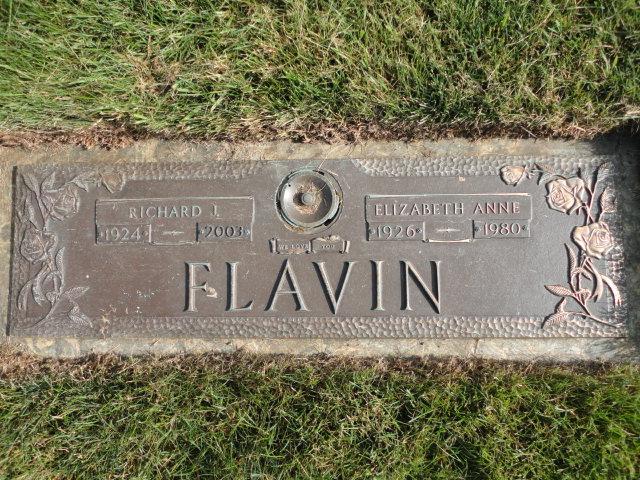 RICHARD J.
1924 — 2003
ELIZABETH ANNE
1926 — 1980
WE LOVE YOU
FLAVIN